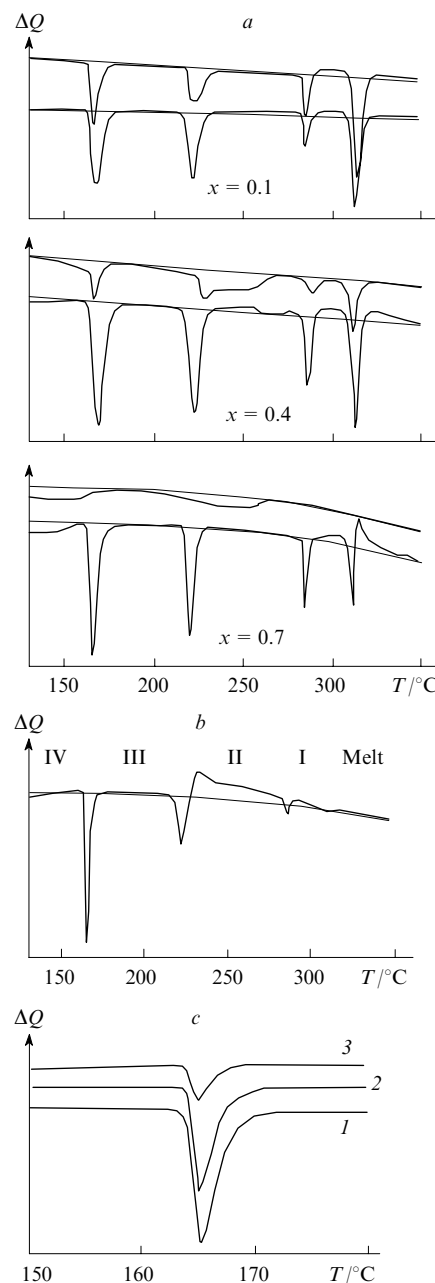 ΔQ a
x = 0.1
x = 0.4
x = 0.7
150 200 250 300 T/°C
ΔQ b
IV III II I Melt
150 200 250 300 T/°C
ΔQ c
3
2
1
150 160 170 T/°C